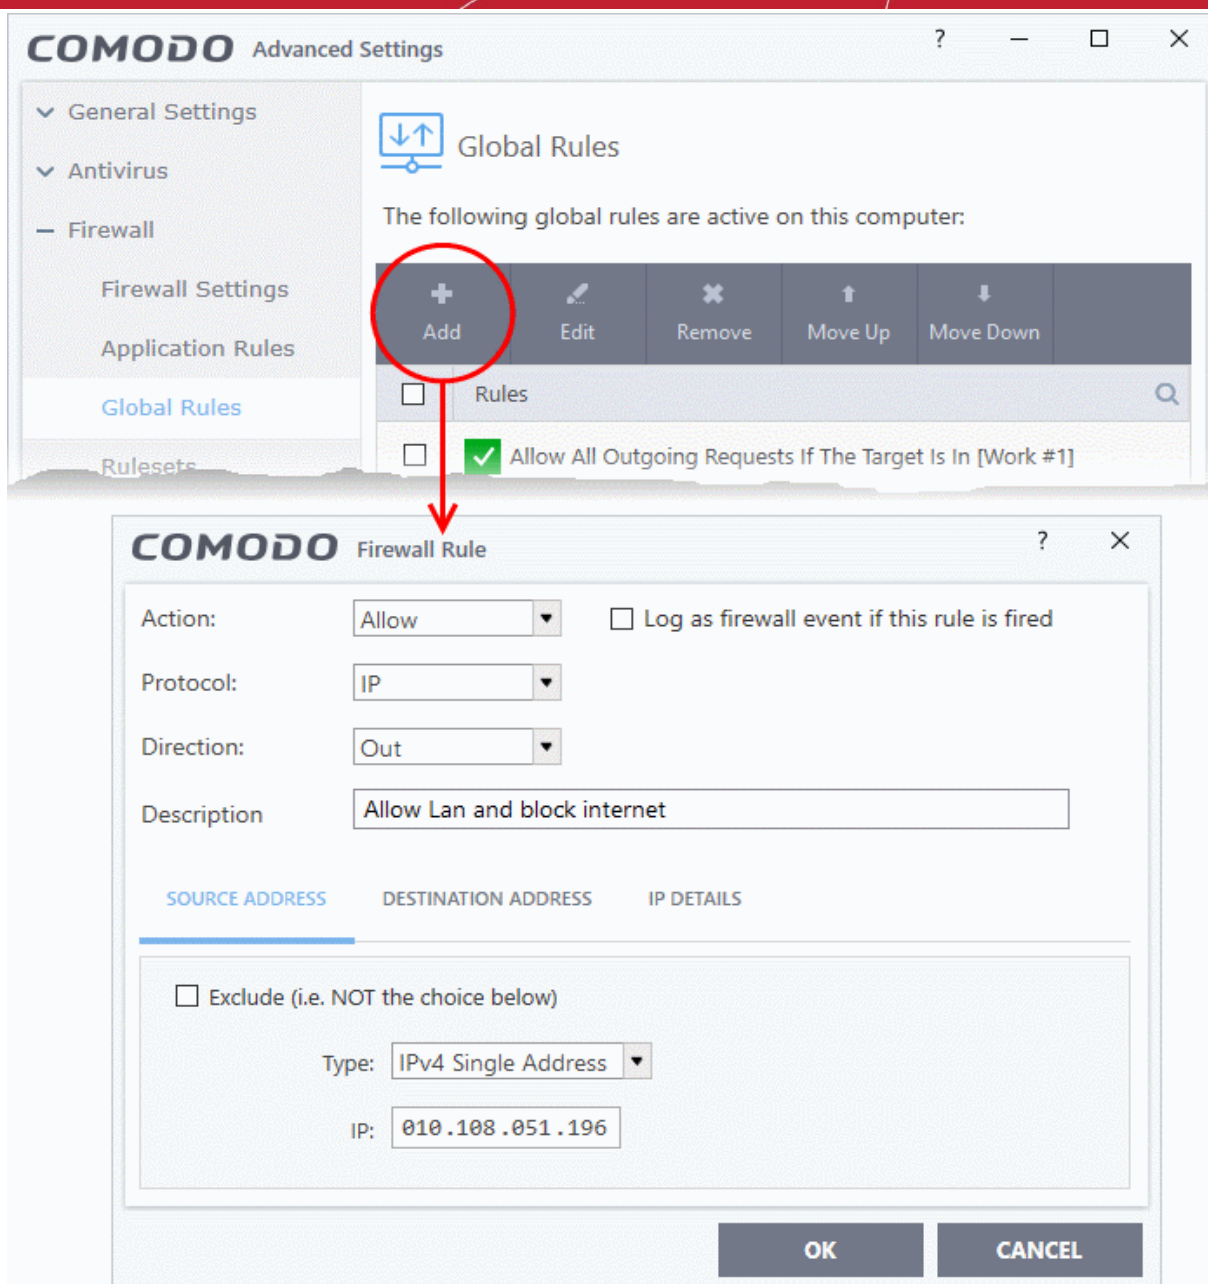 COMODO Advanced Settings ?
General Settings
Antivirus
Firewall
Firewall Settings
Application Rules
Global Rules
Rulesets
Global Rules
The following global rules are active on this computer:
Add Edit Remove Move Up Move Down
Rules
Allow All Outgoing Requests If The Target Is In [Work #1]
COMODO Firewall Rule ?
Action: Allow Log as firewall event if this rule is fired
Protocol: IP
Direction: Out
Description Allow Lan and block internet
SOURCE ADDRESS DESTINATION ADDRESS IP DETAILS
Exclude (i.e. NOT the choice below)
Type: IPv4 Single Address
IP: 010.108.051.196
OK CANCEL